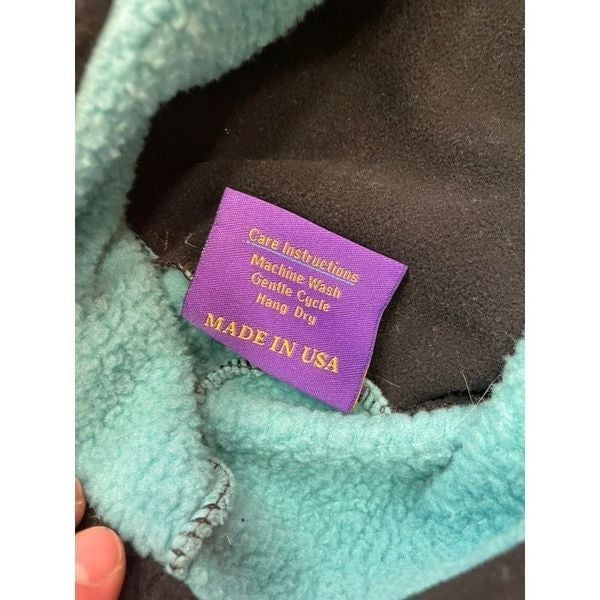 Care Instructions
Machine Wash
Gentle Cycle
Hang Dry
MADE IN USA